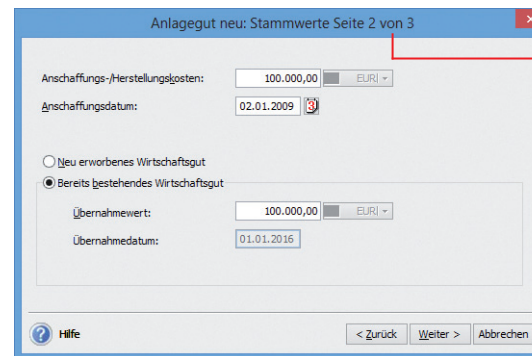 Anlagegut neu: Stammwerte Seite 2 von 3
Anschaffungs-/Herstellungskosten: 100.000,00 EUR
Anschaffungsdatum: 02.01.2009 3
Neu erworbenes Wirtschaftsgut
Bereits bestehendes Wirtschaftsgut
Übernahmewert: 100.000,00 EUR
Übernahmedatum: 01.01.2016
? Hilfe < Zurück Weiter > Abbrechen